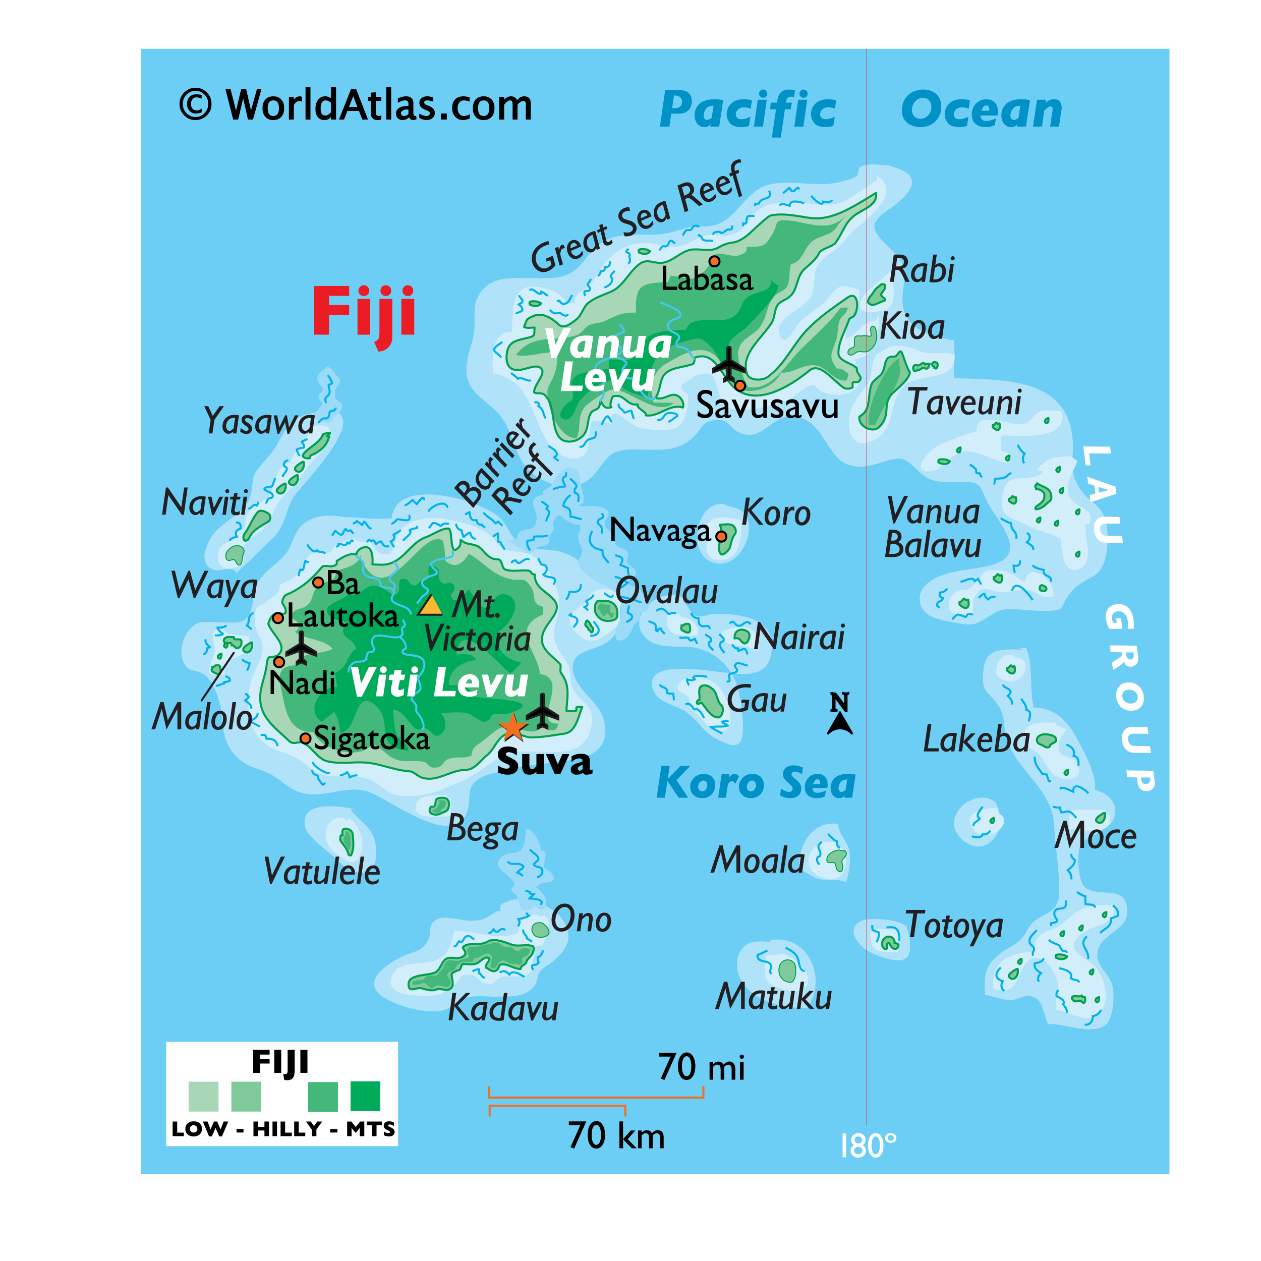 © WorldAtlas.com
Pacific Ocean
Great Sea Reef
Rabi
Labasa
Fiji
Kioa
Vanua
Levu
Savusavu
Taveuni
Yasawa
Barrier
Reef
LAU GROUP
Naviti
Koro
Navaga
Vanua
Balavu
Waya
Ba
Ovalau
Lautoka
Mt.
Victoria
Nairai
Nadi
Viti Levu
Gau
N
Malolo
Sigatoka
Suva
Lakeba
Koro Sea
Bega
Moce
Vatulele
Moala
Ono
Totoya
Kadavu
Matuku
FIJI
LOW - HILLY - MTS
70 mi
70 km
180°